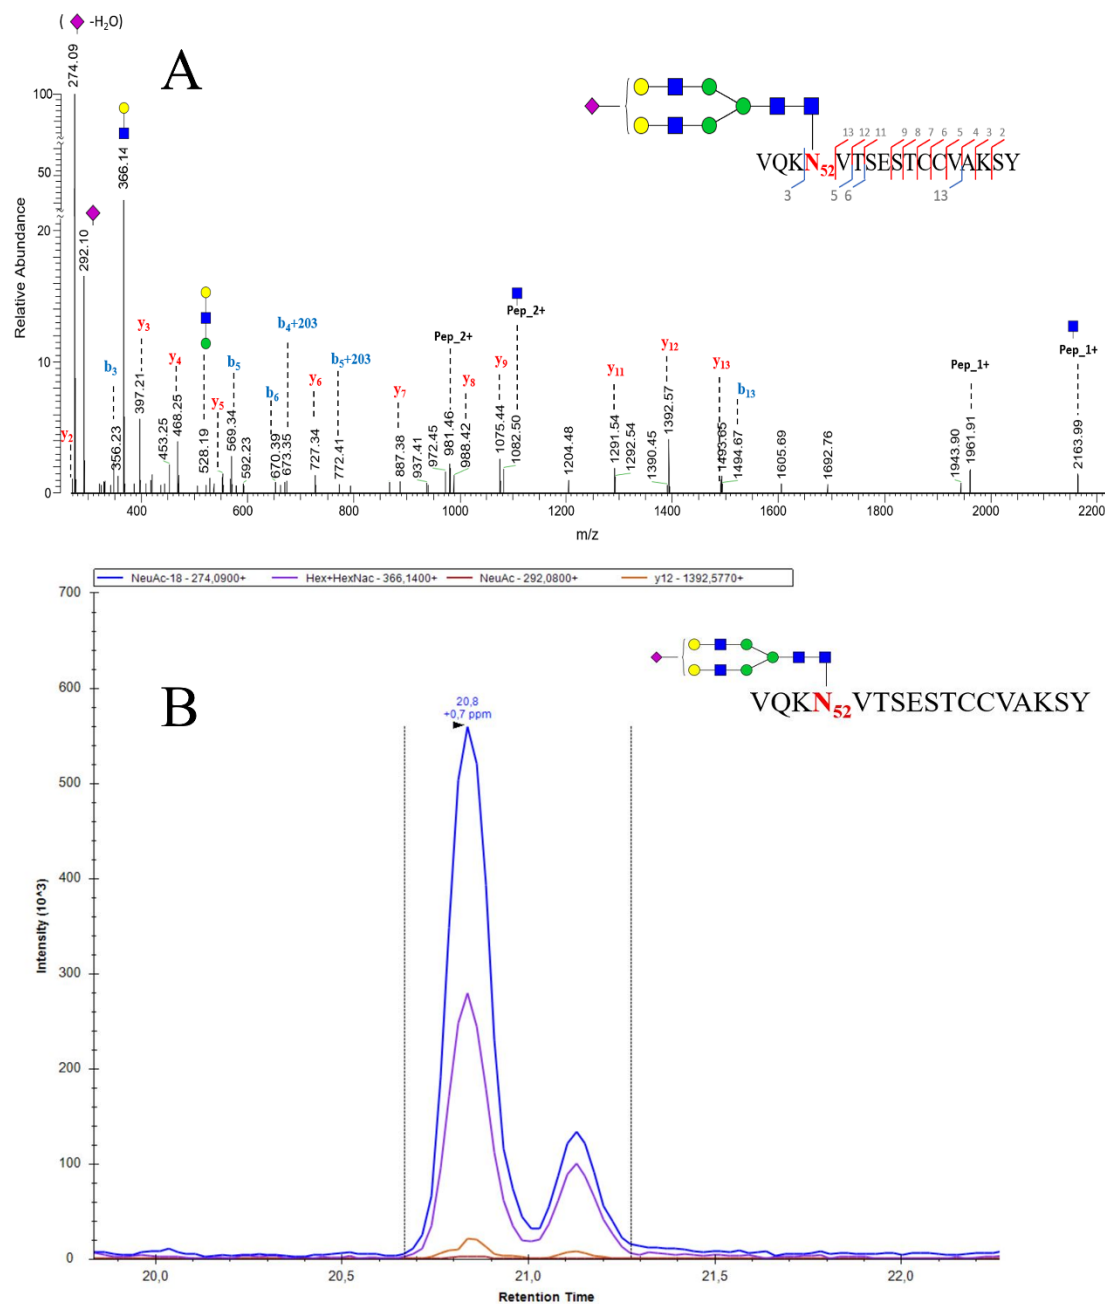 ( -H₂O)
274.09
A
100
50
20
10
0
Relative Abundance
366.14
292.10
y₂
b₃
356.23
y₃
397.21
453.25
y₄
468.25
528.19
y₅
b₅
569.34
592.23
b₆
670.39
b₄+203
673.35
y₆
727.34
b₅+203
772.41
y₇
887.38
937.41
972.45
Pep_2+
981.46
y₈
988.42
y₉
1075.44
Pep_2+
1082.50
1204.48
y₁₁
1291.54
1292.54
1390.45
y₁₂
1392.57
y₁₃
1493.65
1494.67
b₁₃
1605.69
1692.76
1943.90
Pep_1+
1961.91
Pep_1+
2163.99
13 12 11 9 8 7 6 5 4 3 2
VQKN₅₂VTSESTCCVAKSY
3 5 6 13
400 600 800 1000 1200 1400 1600 1800 2000 2200
m/z
NeuAc-18 - 274,0900+ Hex+HexNac - 366,1400+ NeuAc - 292,0800+ y12 - 1392,5770+
B
VQKN₅₂VTSESTCCVAKSY
20,8
+0,7 ppm
700
600
500
400
300
200
100
0
Intensity (10^3)
20,0 20,5 21,0 21,5 22,0
Retention Time